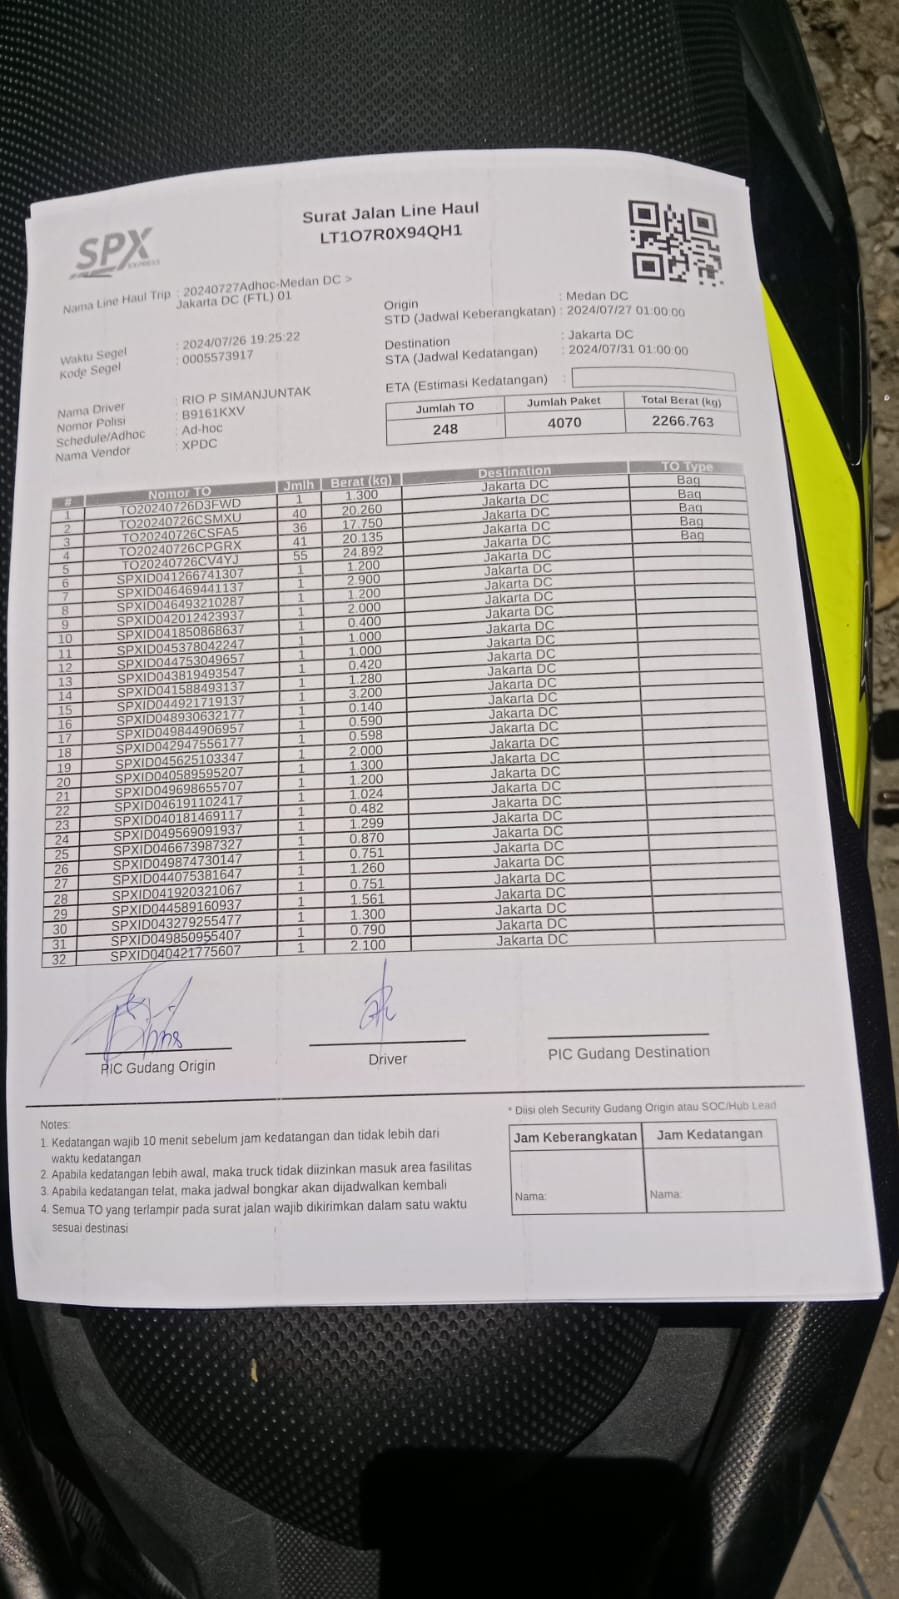 SPX
EXPRESS
Surat Jalan Line Haul
LT1O7R0X94QH1
Nama Line Haul Trip : 20240727Adhoc-Medan DC >
Jakarta DC (FTL) 01
Waktu Segel : 2024/07/26 19:25:22
Kode Segel : 0005573917
Nama Driver : RIO P SIMANJUNTAK
Nomor Polisi : B9161KXV
Schedule/Adhoc : Ad-hoc
Nama Vendor : XPDC
Origin : Medan DC
STD (Jadwal Keberangkatan) : 2024/07/27 01:00:00
Destination : Jakarta DC
STA (Jadwal Kedatangan) : 2024/07/31 01:00:00
ETA (Estimasi Kedatangan) :
Jumlah TO Jumlah Paket Total Berat (kg)
248 4070 2266.763
# Nomor TO Jmlh Berat (kg) Destination TO Type
1 TO20240726D3FWD 1 1.300 Jakarta DC Bag
2 TO20240726CSMXU 40 20.260 Jakarta DC Bag
3 TO20240726CSFA5 36 17.750 Jakarta DC Bag
4 TO20240726CPGRX 41 20.135 Jakarta DC Bag
5 TO20240726CV4YJ 55 24.892 Jakarta DC Bag
6 SPXID041266741307 1 1.200 Jakarta DC
7 SPXID046469441137 1 2.900 Jakarta DC
8 SPXID046493210287 1 1.200 Jakarta DC
9 SPXID042012423937 1 2.000 Jakarta DC
10 SPXID041850868637 1 0.400 Jakarta DC
11 SPXID045378042247 1 1.000 Jakarta DC
12 SPXID044753049657 1 1.000 Jakarta DC
13 SPXID043819493547 1 0.420 Jakarta DC
14 SPXID041588493137 1 1.280 Jakarta DC
15 SPXID044921719137 1 3.200 Jakarta DC
16 SPXID048930632177 1 0.140 Jakarta DC
17 SPXID049844906957 1 0.590 Jakarta DC
18 SPXID042947556177 1 0.598 Jakarta DC
19 SPXID045625103347 1 2.000 Jakarta DC
20 SPXID040589595207 1 1.300 Jakarta DC
21 SPXID049698655707 1 1.200 Jakarta DC
22 SPXID046191102417 1 1.024 Jakarta DC
23 SPXID040181469117 1 0.482 Jakarta DC
24 SPXID049569091937 1 1.299 Jakarta DC
25 SPXID046673987327 1 0.870 Jakarta DC
26 SPXID049874730147 1 0.751 Jakarta DC
27 SPXID044075381647 1 1.260 Jakarta DC
28 SPXID041920321067 1 0.751 Jakarta DC
29 SPXID044589160937 1 1.561 Jakarta DC
30 SPXID043279255477 1 1.300 Jakarta DC
31 SPXID049850955407 1 0.790 Jakarta DC
32 SPXID040421775607 1 2.100 Jakarta DC
PIC Gudang Origin Driver PIC Gudang Destination
Notes:
1. Kedatangan wajib 10 menit sebelum jam kedatangan dan tidak lebih dari
waktu kedatangan
2. Apabila kedatangan lebih awal, maka truck tidak diizinkan masuk area fasilitas
3. Apabila kedatangan telat, maka jadwal bongkar akan dijadwalkan kembali
4. Semua TO yang terlampir pada surat jalan wajib dikirimkan dalam satu waktu
sesuai destinasi
* Diisi oleh Security Gudang Origin atau SOC/Hub Lead
Jam Keberangkatan Jam Kedatangan
Nama: Nama: